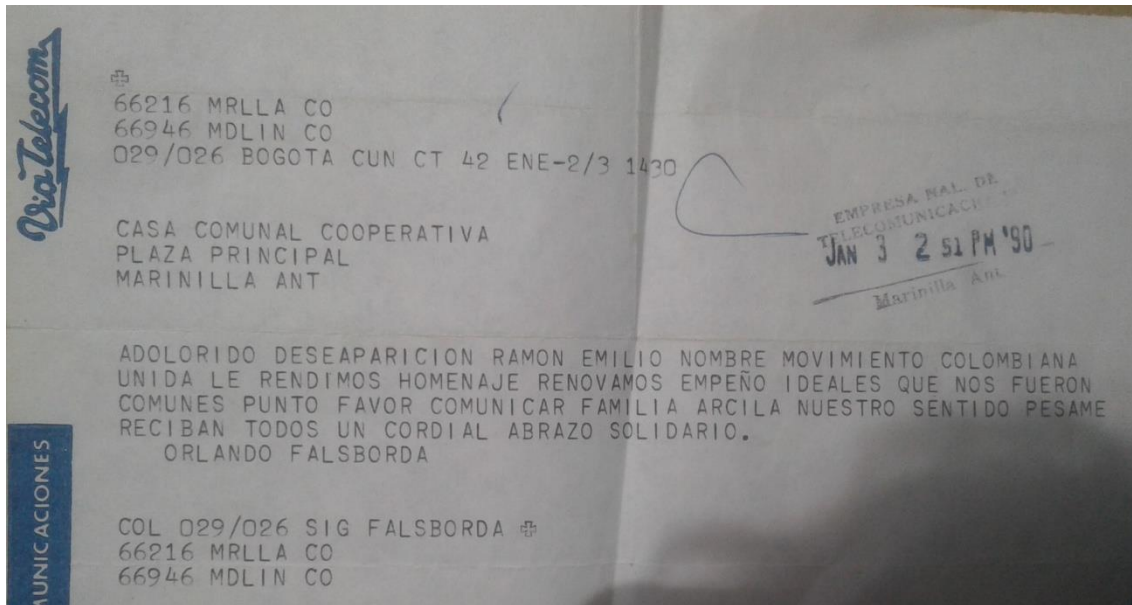 Via Telecom
66216 MRLLA CO
66946 MDLIN CO
029/026 BOGOTA CUN CT 42 ENE-2/3 1430
EMPRESA NAL. DE
TELECOMUNICACI
JAN 3 2 51 PM '90
Marinilla Ant.
CASA COMUNAL COOPERATIVA
PLAZA PRINCIPAL
MARINILLA ANT
ADOLORIDO DESEAPARICION RAMON EMILIO NOMBRE MOVIMIENTO COLOMBIANA
UNIDA LE RENDIMOS HOMENAJE RENOVAMOS EMPEÑO IDEALES QUE NOS FUERON
COMUNES PUNTO FAVOR COMUNICAR FAMILIA ARCILA NUESTRO SENTIDO PESAME
RECIBAN TODOS UN CORDIAL ABRAZO SOLIDARIO.
ORLANDO FALSBORDA
COL 029/026 SIG FALSBORDA
66216 MRLLA CO
66946 MDLIN CO
MUNICACIONES